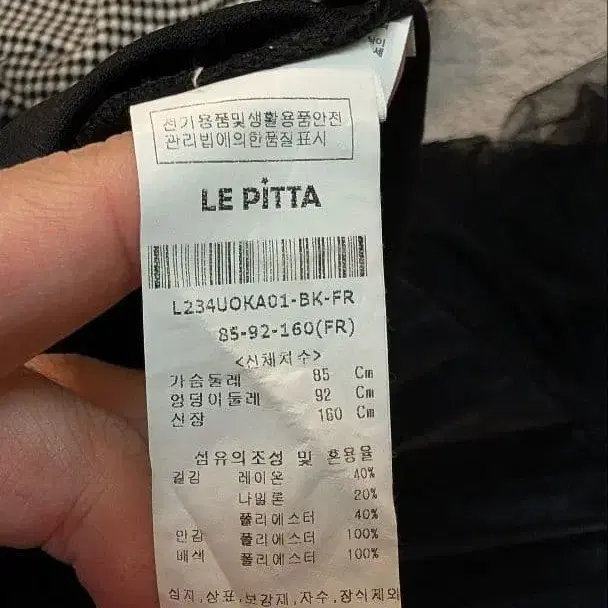 전기용품및생활용품안전
관리법에의한품질표시
LE PITTA
L234UOKA01-BK-FR
85-92-160(FR)
<신체치수>
가슴둘레 85 Cm
엉덩이둘레 92 Cm
신장 160 Cm
섬유의조성 및 혼용율
겉감 레이온 40%
나일론 20%
폴리에스터 40%
안감 폴리에스터 100%
배색 폴리에스터 100%
심지,상표,보강재,자수,장식제외